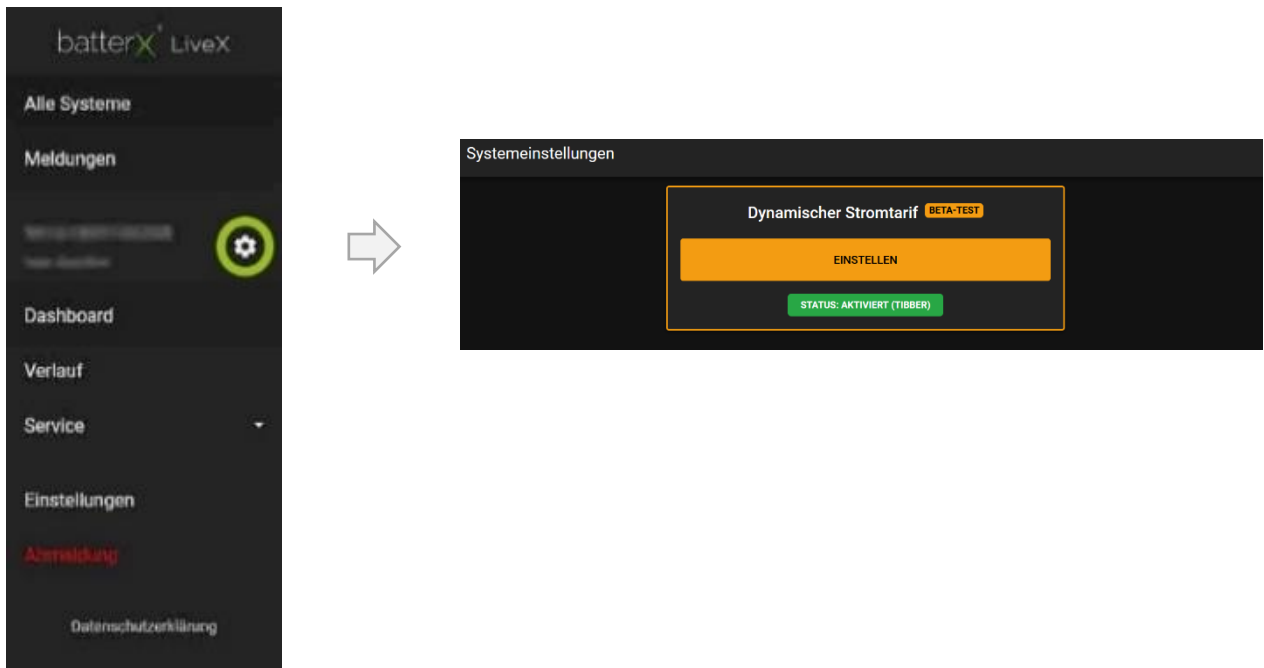 batterX LiveX
Alle Systeme
Meldungen
Dashboard
Verlauf
Service
Einstellungen
Abmeldung
Datenschutzerklärung
Systemeinstellungen
Dynamischer Stromtarif BETA-TEST
EINSTELLEN
STATUS: AKTIVIERT (TIBBER)